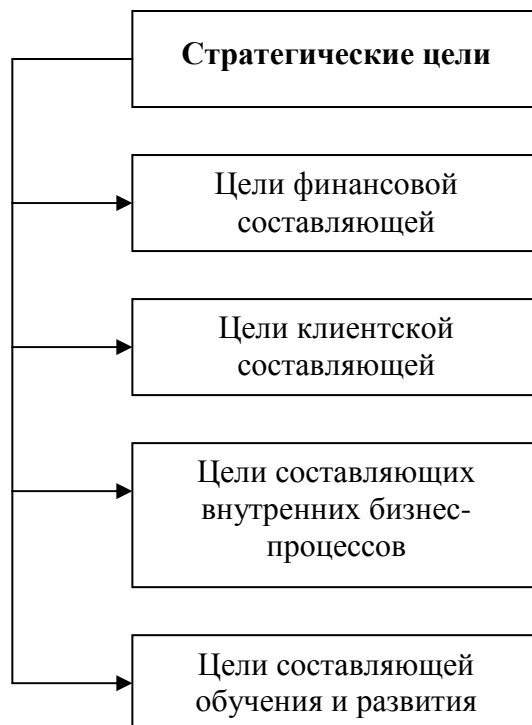 Стратегические цели
Цели финансовой
составляющей
Цели клиентской
составляющей
Цели составляющих
внутренних бизнес-
процессов
Цели составляющей
обучения и развития